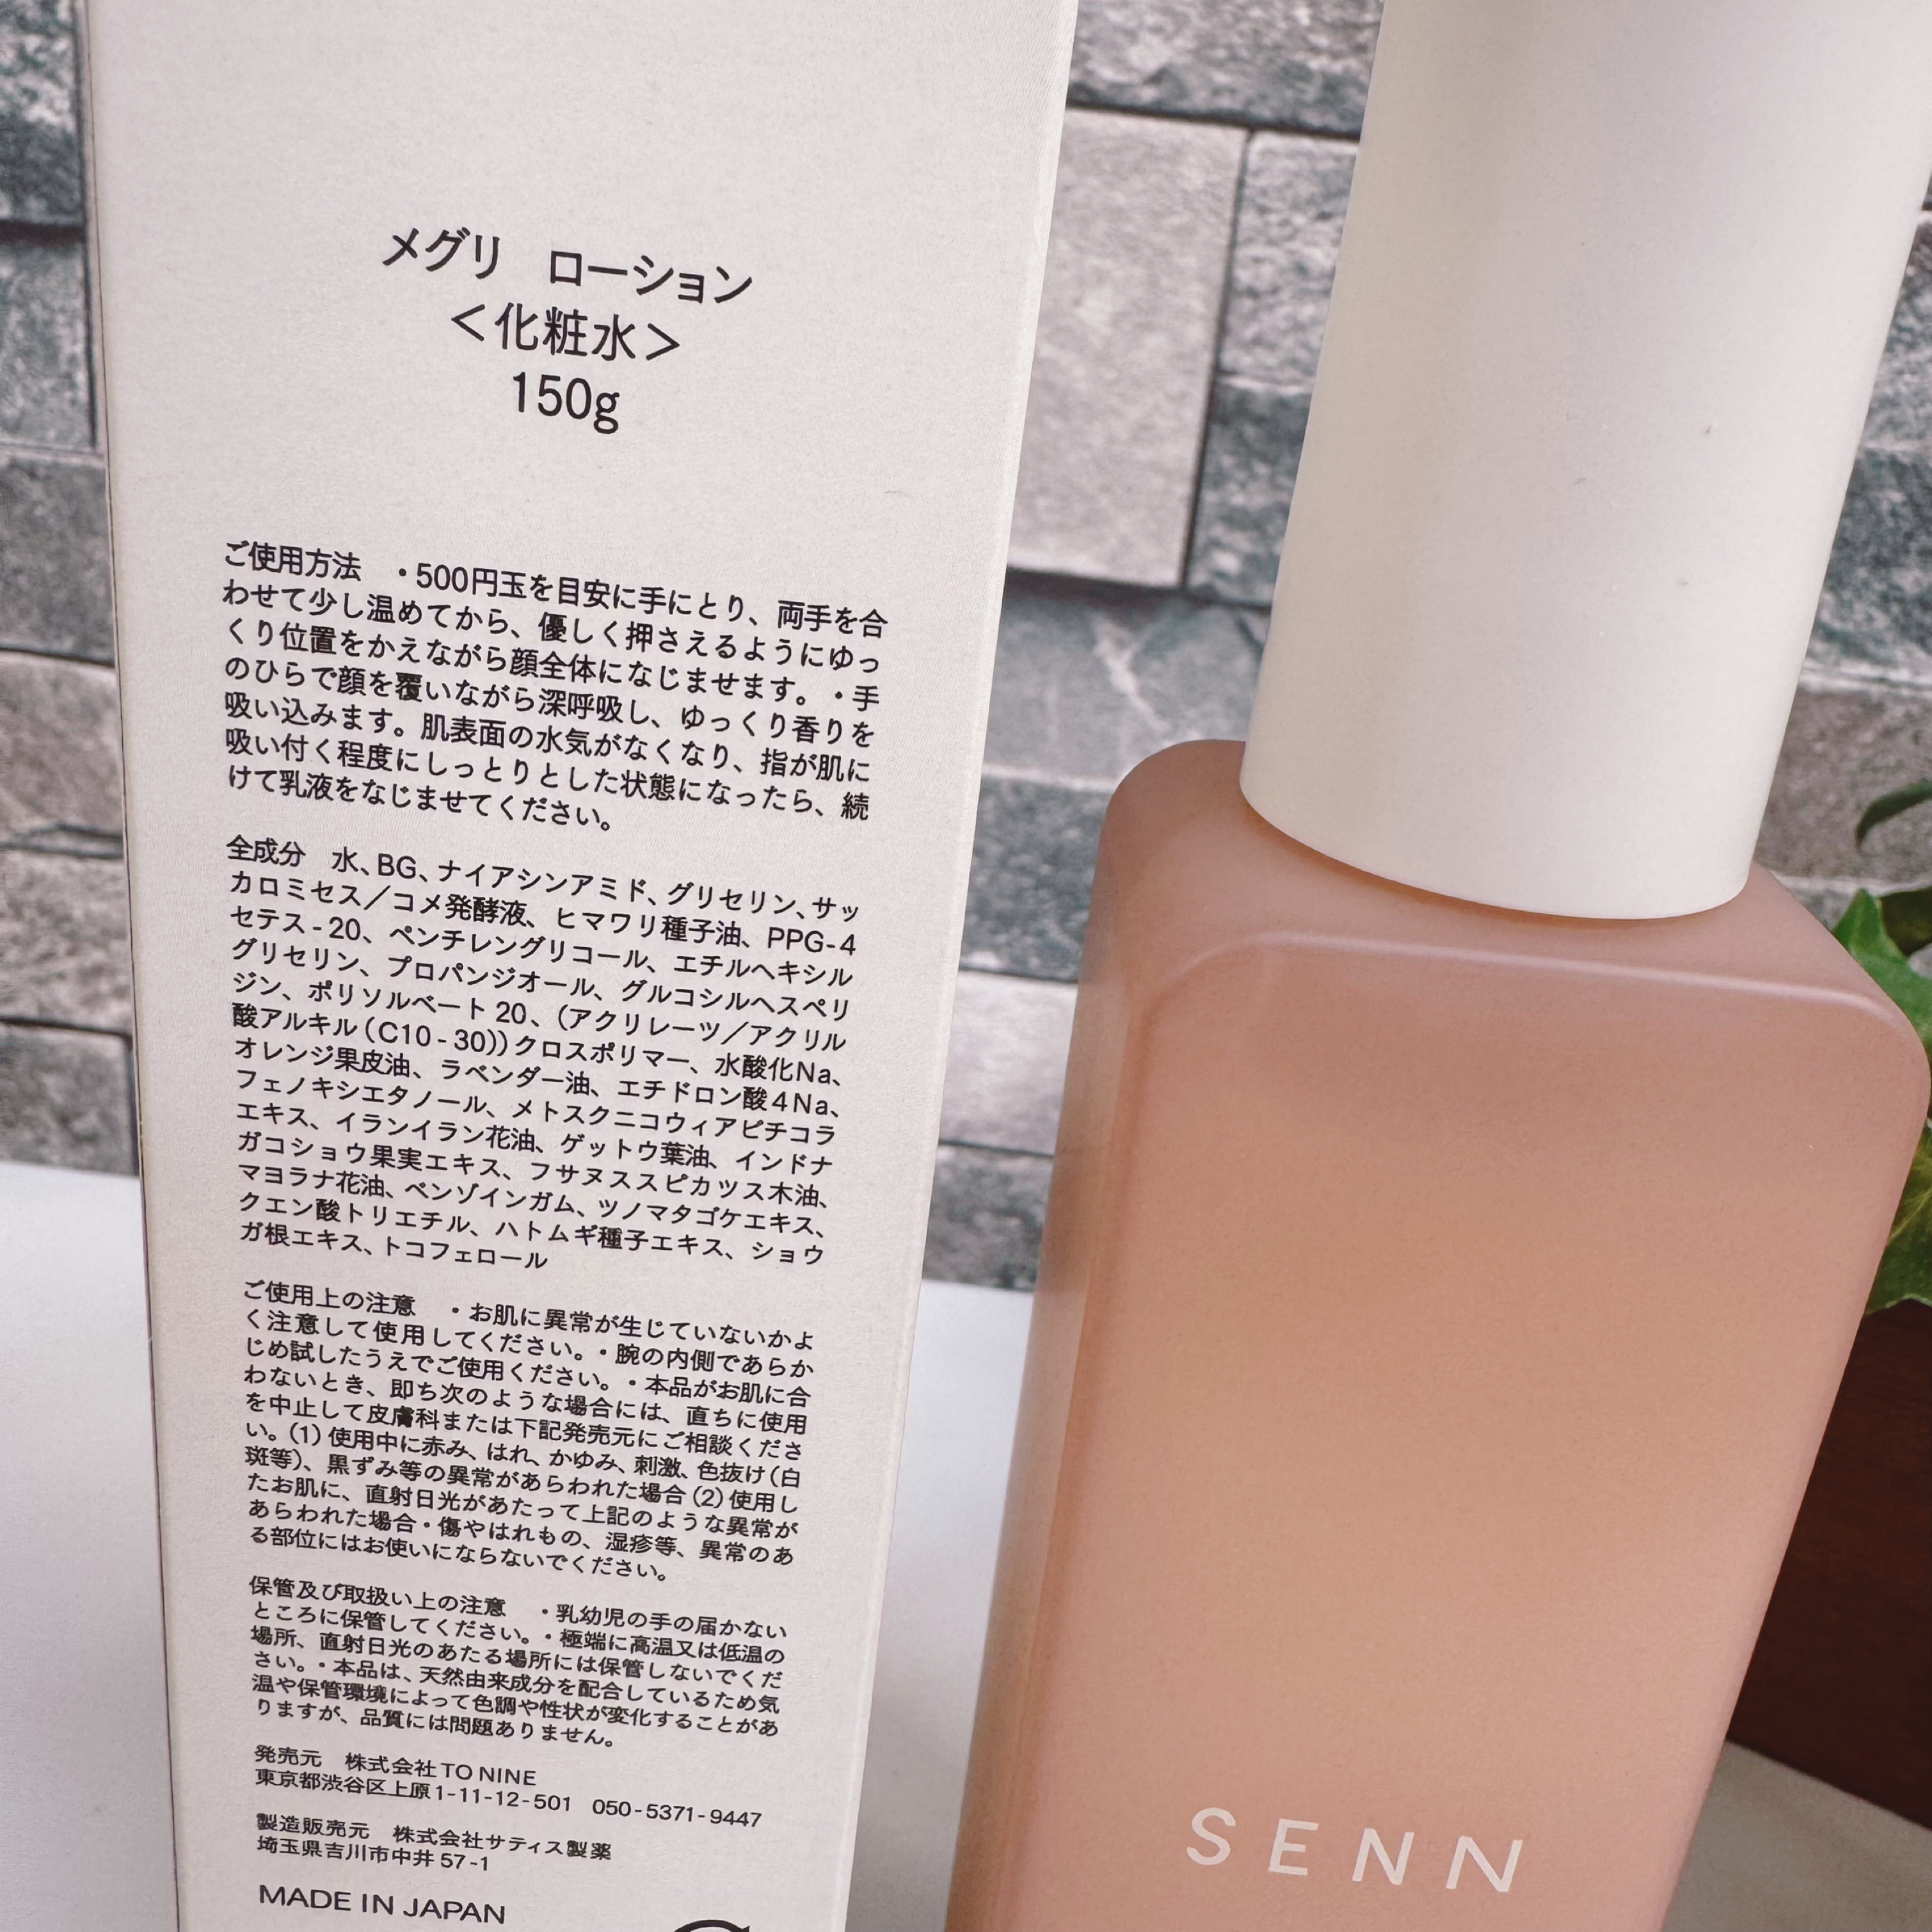 メグリ　ローション
＜化粧水＞
150g
ご使用方法　・500円玉を目安に手にとり、両手を合
わせて少し温めてから、優しく押さえるようにゆっ
くり位置をかえながら顔全体になじませます。・手
のひらで顔を覆いながら深呼吸し、ゆっくり香りを
吸い込みます。肌表面の水気がなくなり、指が肌に
吸い付く程度にしっとりとした状態になったら、続
けて乳液をなじませてください。
全成分　水、BG、ナイアシンアミド、グリセリン、サッ
カロミセス／コメ発酵液、ヒマワリ種子油、PPG-4
セテス-20、ペンチレングリコール、エチルヘキシル
グリセリン、プロパンジオール、グルコシルヘスペリ
ジン、ポリソルベート20、（アクリレーツ／アクリル
酸アルキル（C10-30））クロスポリマー、水酸化Na、
オレンジ果皮油、ラベンダー油、エチドロン酸4Na、
フェノキシエタノール、メトスクニコウィアピチコラ
エキス、イランイラン花油、ゲットウ葉油、インドナ
ガコショウ果実エキス、フサヌススピカツス木油、
マヨラナ花油、ベンゾインガム、ツノマタゴケエキス、
クエン酸トリエチル、ハトムギ種子エキス、ショウ
ガ根エキス、トコフェロール
ご使用上の注意　・お肌に異常が生じていないかよ
く注意して使用してください。・腕の内側であらか
じめ試したうえでご使用ください。・本品がお肌に合
わないとき、即ち次のような場合には、直ちに使用
を中止して皮膚科または下記発売元にご相談くださ
い。（1）使用中に赤み、はれ、かゆみ、刺激、色抜け（白
斑等）、黒ずみ等の異常があらわれた場合（2）使用し
たお肌に、直射日光があたって上記のような異常が
あらわれた場合・傷やはれもの、湿疹等、異常のあ
る部位にはお使いにならないでください。
保管及び取扱い上の注意　・乳幼児の手の届かない
ところに保管してください。・極端に高温又は低温の
場所、直射日光のあたる場所には保管しないでくだ
さい。・本品は、天然由来成分を配合しているため気
温や保管環境によって色調や性状が変化することがあ
りますが、品質には問題ありません。
発売元　株式会社TO NINE
東京都渋谷区上原1-11-12-501　050-5371-9447
製造販売元　株式会社サティス製薬
埼玉県吉川市中井57-1
MADE IN JAPAN
SENN